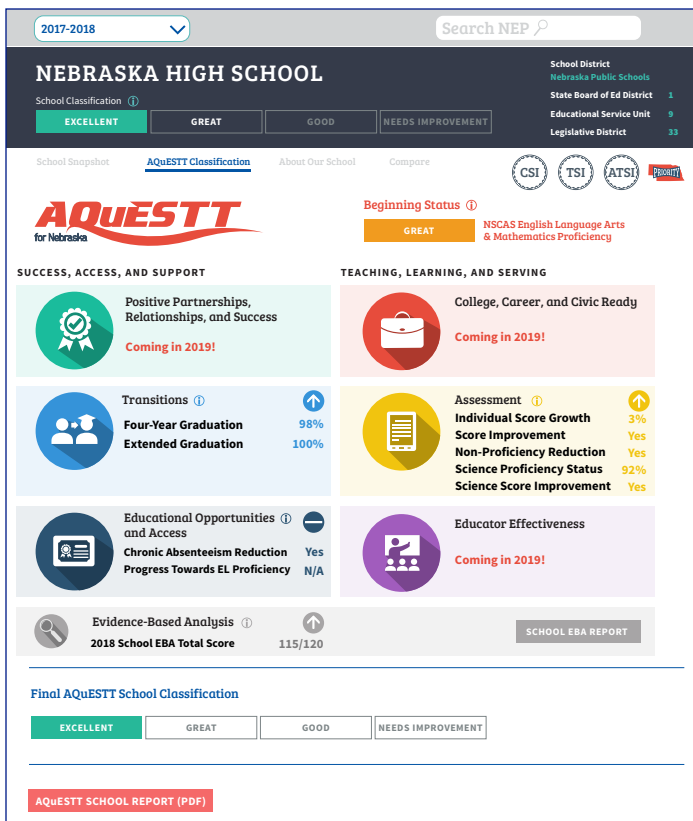 2017-2018
Search NEP
NEBRASKA HIGH SCHOOL
School Classification
EXCELLENT GREAT GOOD NEEDS IMPROVEMENT
School District
Nebraska Public Schools
State Board of Ed District 1
Educational Service Unit 9
Legislative District 33
School Snapshot AQuESTT Classification About Our School Compare
CSI TSI ATSI PRIORITY
AQuESTT
for Nebraska
Beginning Status
GREAT
NSCAS English Language Arts
& Mathematics Proficiency
SUCCESS, ACCESS, AND SUPPORT
Positive Partnerships,
Relationships, and Success
Coming in 2019!
TEACHING, LEARNING, AND SERVING
College, Career, and Civic Ready
Coming in 2019!
Transitions
Four-Year Graduation 98%
Extended Graduation 100%
Assessment
Individual Score Growth 3%
Score Improvement Yes
Non-Proficiency Reduction Yes
Science Proficiency Status 92%
Science Score Improvement Yes
Educational Opportunities
and Access
Chronic Absenteeism Reduction Yes
Progress Towards EL Proficiency N/A
Educator Effectiveness
Coming in 2019!
Evidence-Based Analysis
2018 School EBA Total Score 115/120
SCHOOL EBA REPORT
Final AQuESTT School Classification
EXCELLENT GREAT GOOD NEEDS IMPROVEMENT
AQuESTT SCHOOL REPORT (PDF)